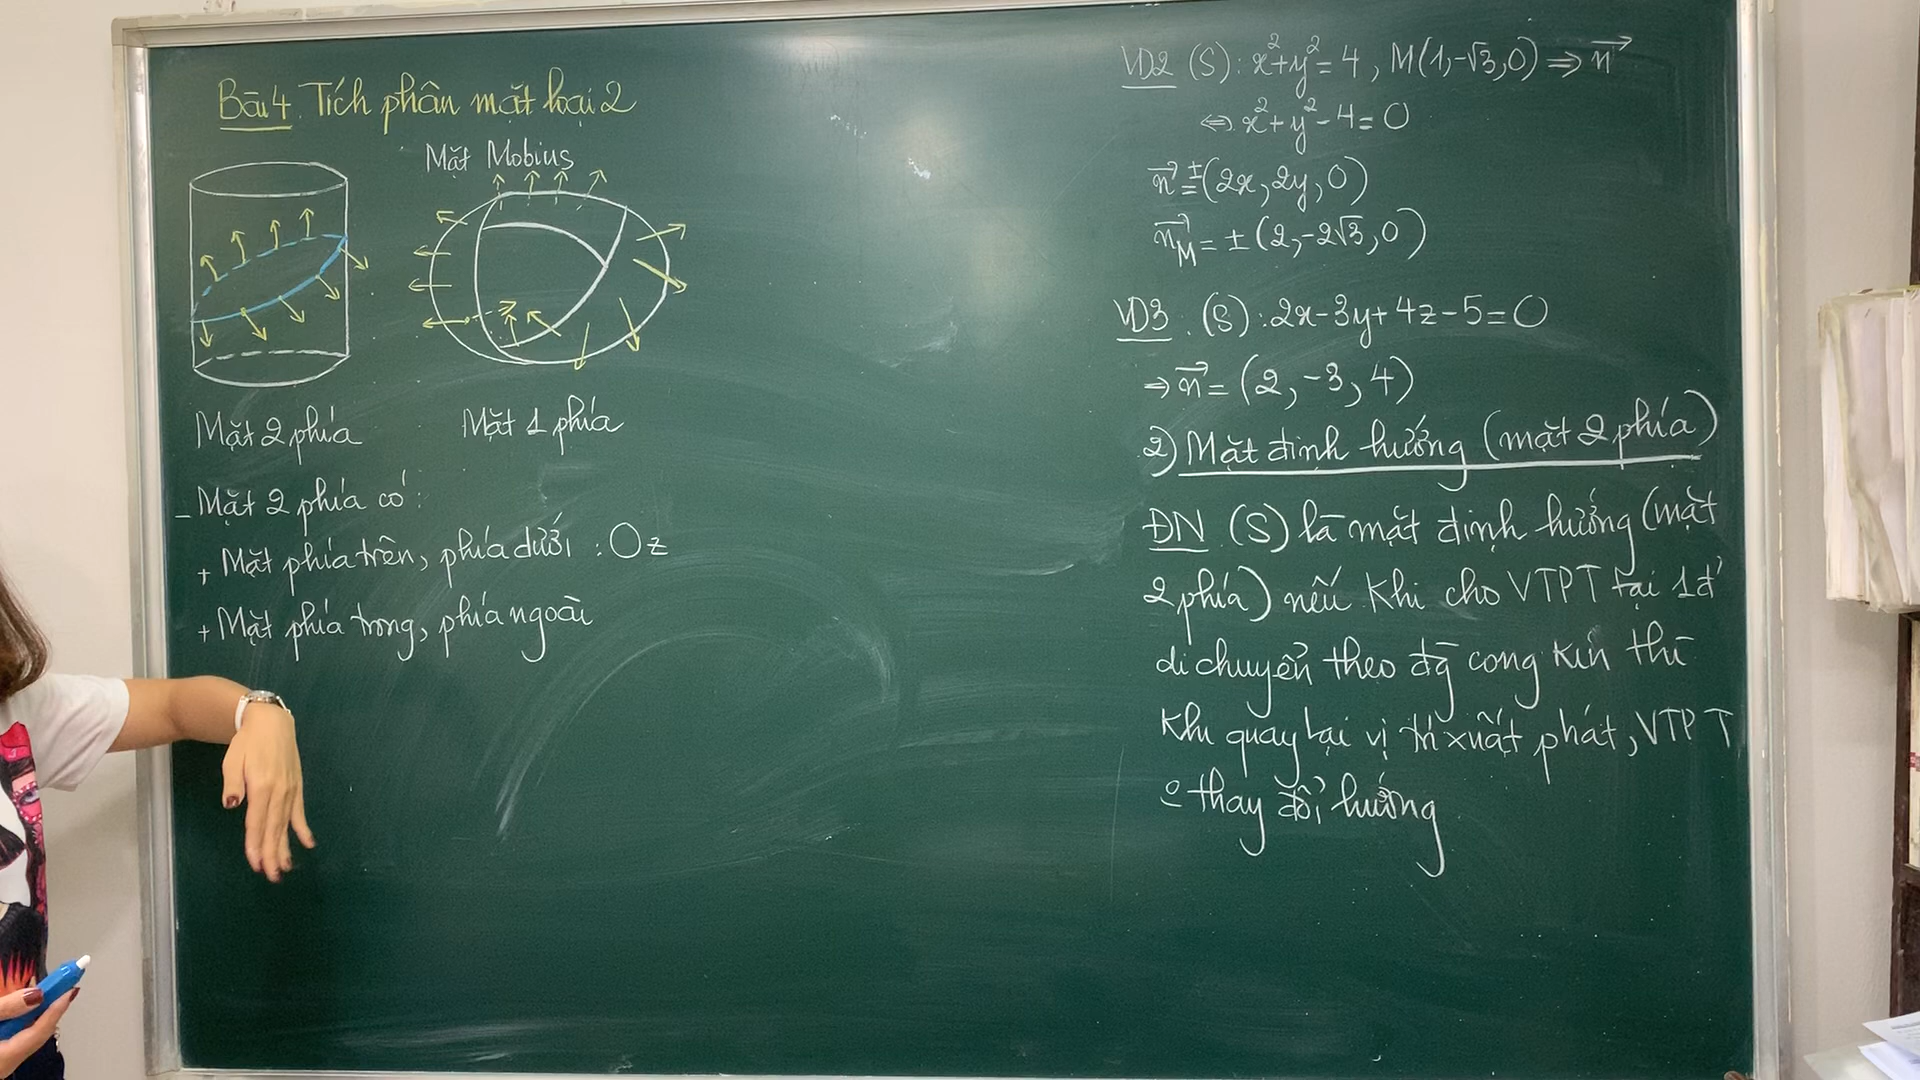 Bài 4. Tích phân mặt loại 2
Mặt Mobius
Mặt 2 phía
Mặt 1 phía
- Mặt 2 phía có:
+ Mặt phía trên, phía dưới : Oz
+ Mặt phía trong, phía ngoài
VD2 (S): x²+y²=4, M(1,-√3,0) ⇒ n⃗
⇔ x²+y²-4=0
n⃗ = ±(2x, 2y, 0)
n⃗_M = ±(2,-2√3,0)
VD3. (S): 2x-3y+4z-5=0
⇒ n⃗ = (2, -3, 4)
2) Mặt định hướng (mặt 2 phía)
ĐN (S) là mặt định hướng (mặt
2 phía) nếu khi cho VTPT tại 1 đ'
di chuyển theo đg cong kín thì
khi quay lại vị trí xuất phát, VTPT
o thay đổi hướng